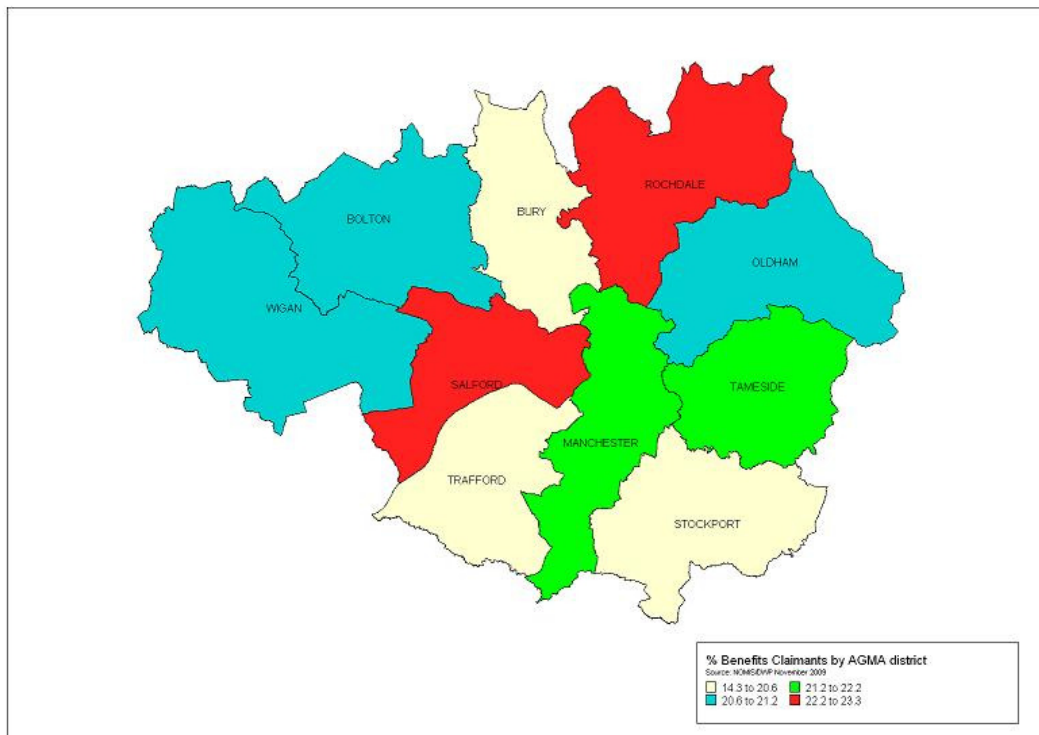 ROCHDALE
BURY
BOLTON
OLDHAM
WIGAN
SALFORD
TAMESIDE
MANCHESTER
TRAFFORD
STOCKPORT
% Benefits Claimants by AGMA district
Source: NOMIS/DWP November 2009
14.3 to 20.6 21.2 to 22.2
20.6 to 21.2 22.2 to 23.3